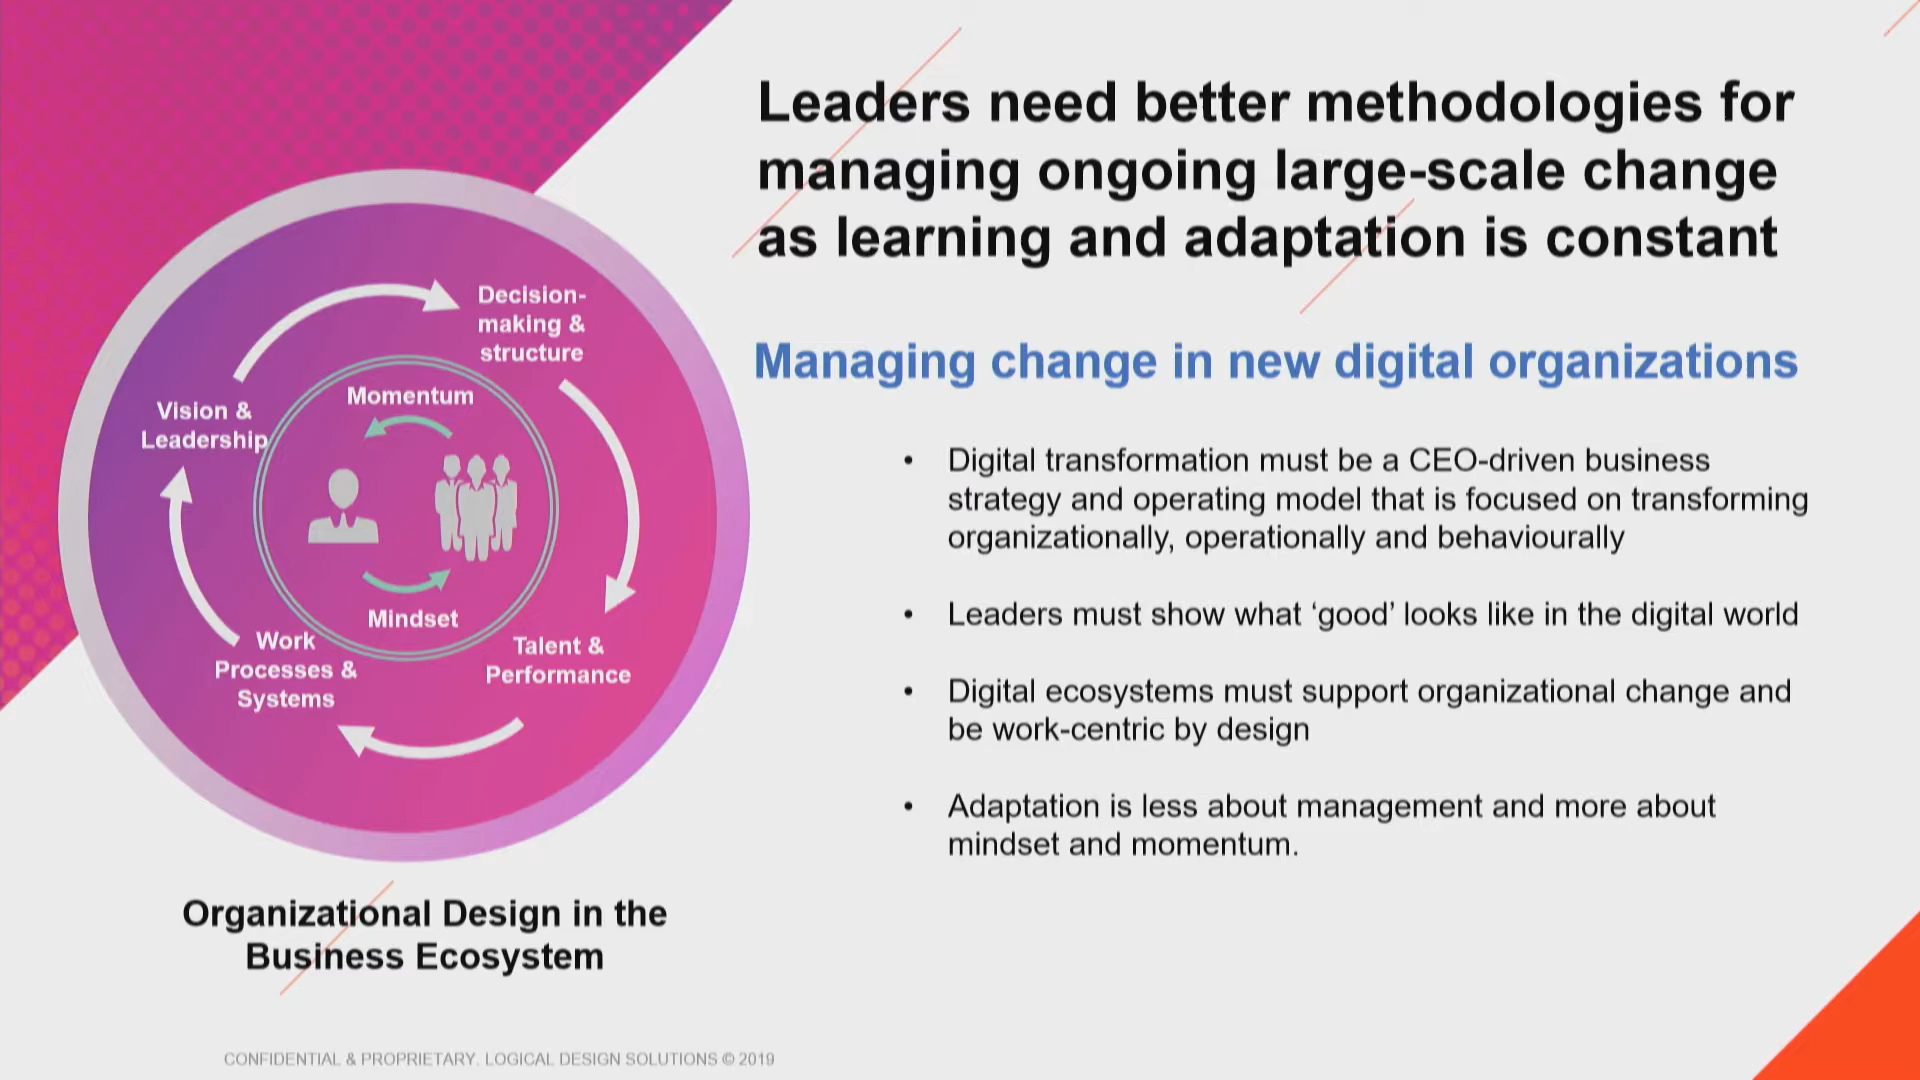 Leaders need better methodologies for
managing ongoing large-scale change
as learning and adaptation is constant
Managing change in new digital organizations
• Digital transformation must be a CEO-driven business
strategy and operating model that is focused on transforming
organizationally, operationally and behaviourally
• Leaders must show what ‘good’ looks like in the digital world
• Digital ecosystems must support organizational change and
be work-centric by design
• Adaptation is less about management and more about
mindset and momentum.
Decision-
making &
structure
Momentum
Vision &
Leadership
Mindset
Work
Processes &
Systems
Talent &
Performance
Organizational Design in the
Business Ecosystem
CONFIDENTIAL & PROPRIETARY. LOGICAL DESIGN SOLUTIONS © 2019